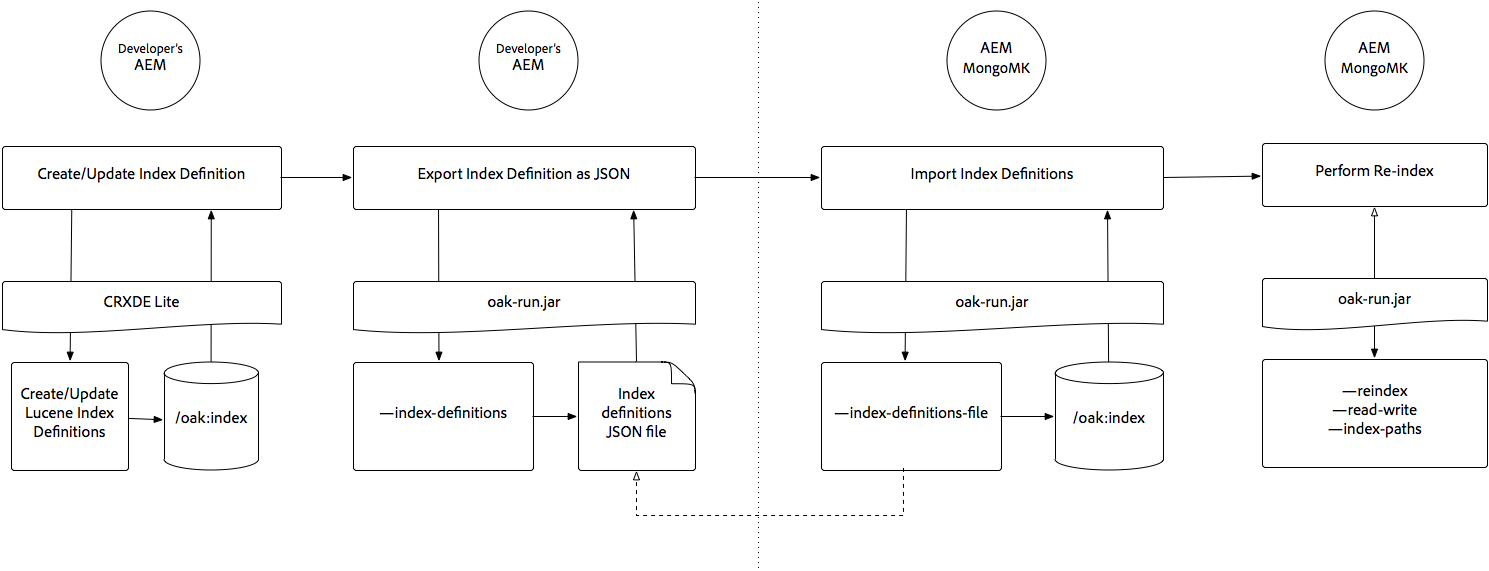 Developer's
AEM
Developer's
AEM
AEM
MongoMK
AEM
MongoMK
Create/Update Index Definition
Export Index Definition as JSON
Import Index Definitions
Perform Re-index
CRXDE Lite
oak-run.jar
oak-run.jar
oak-run.jar
Create/Update
Lucene Index
Definitions
/oak:index
—index-definitions
Index
definitions
JSON file
—index-definitions-file
/oak:index
—reindex
—read-write
—index-paths